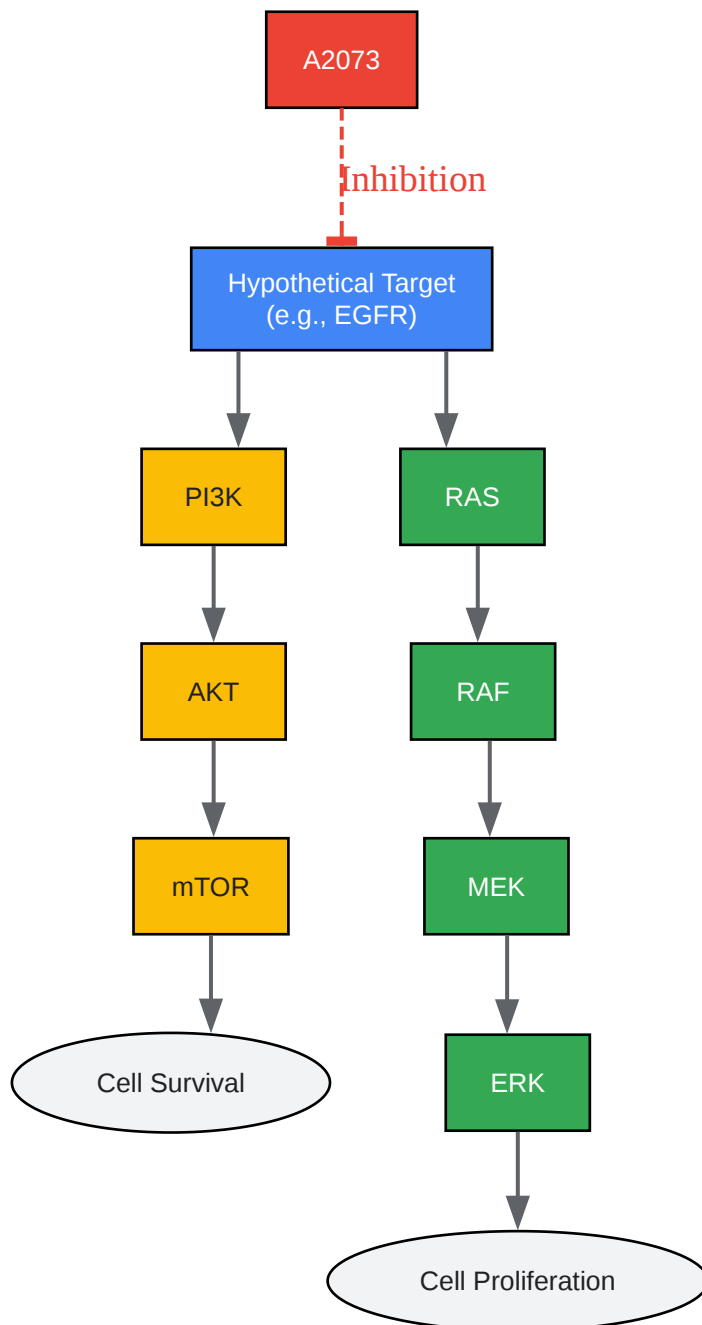 A2073
Inhibition
Hypothetical Target
(e.g., EGFR)
PI3K
RAS
AKT
RAF
mTOR
MEK
Cell Survival
ERK
Cell Proliferation